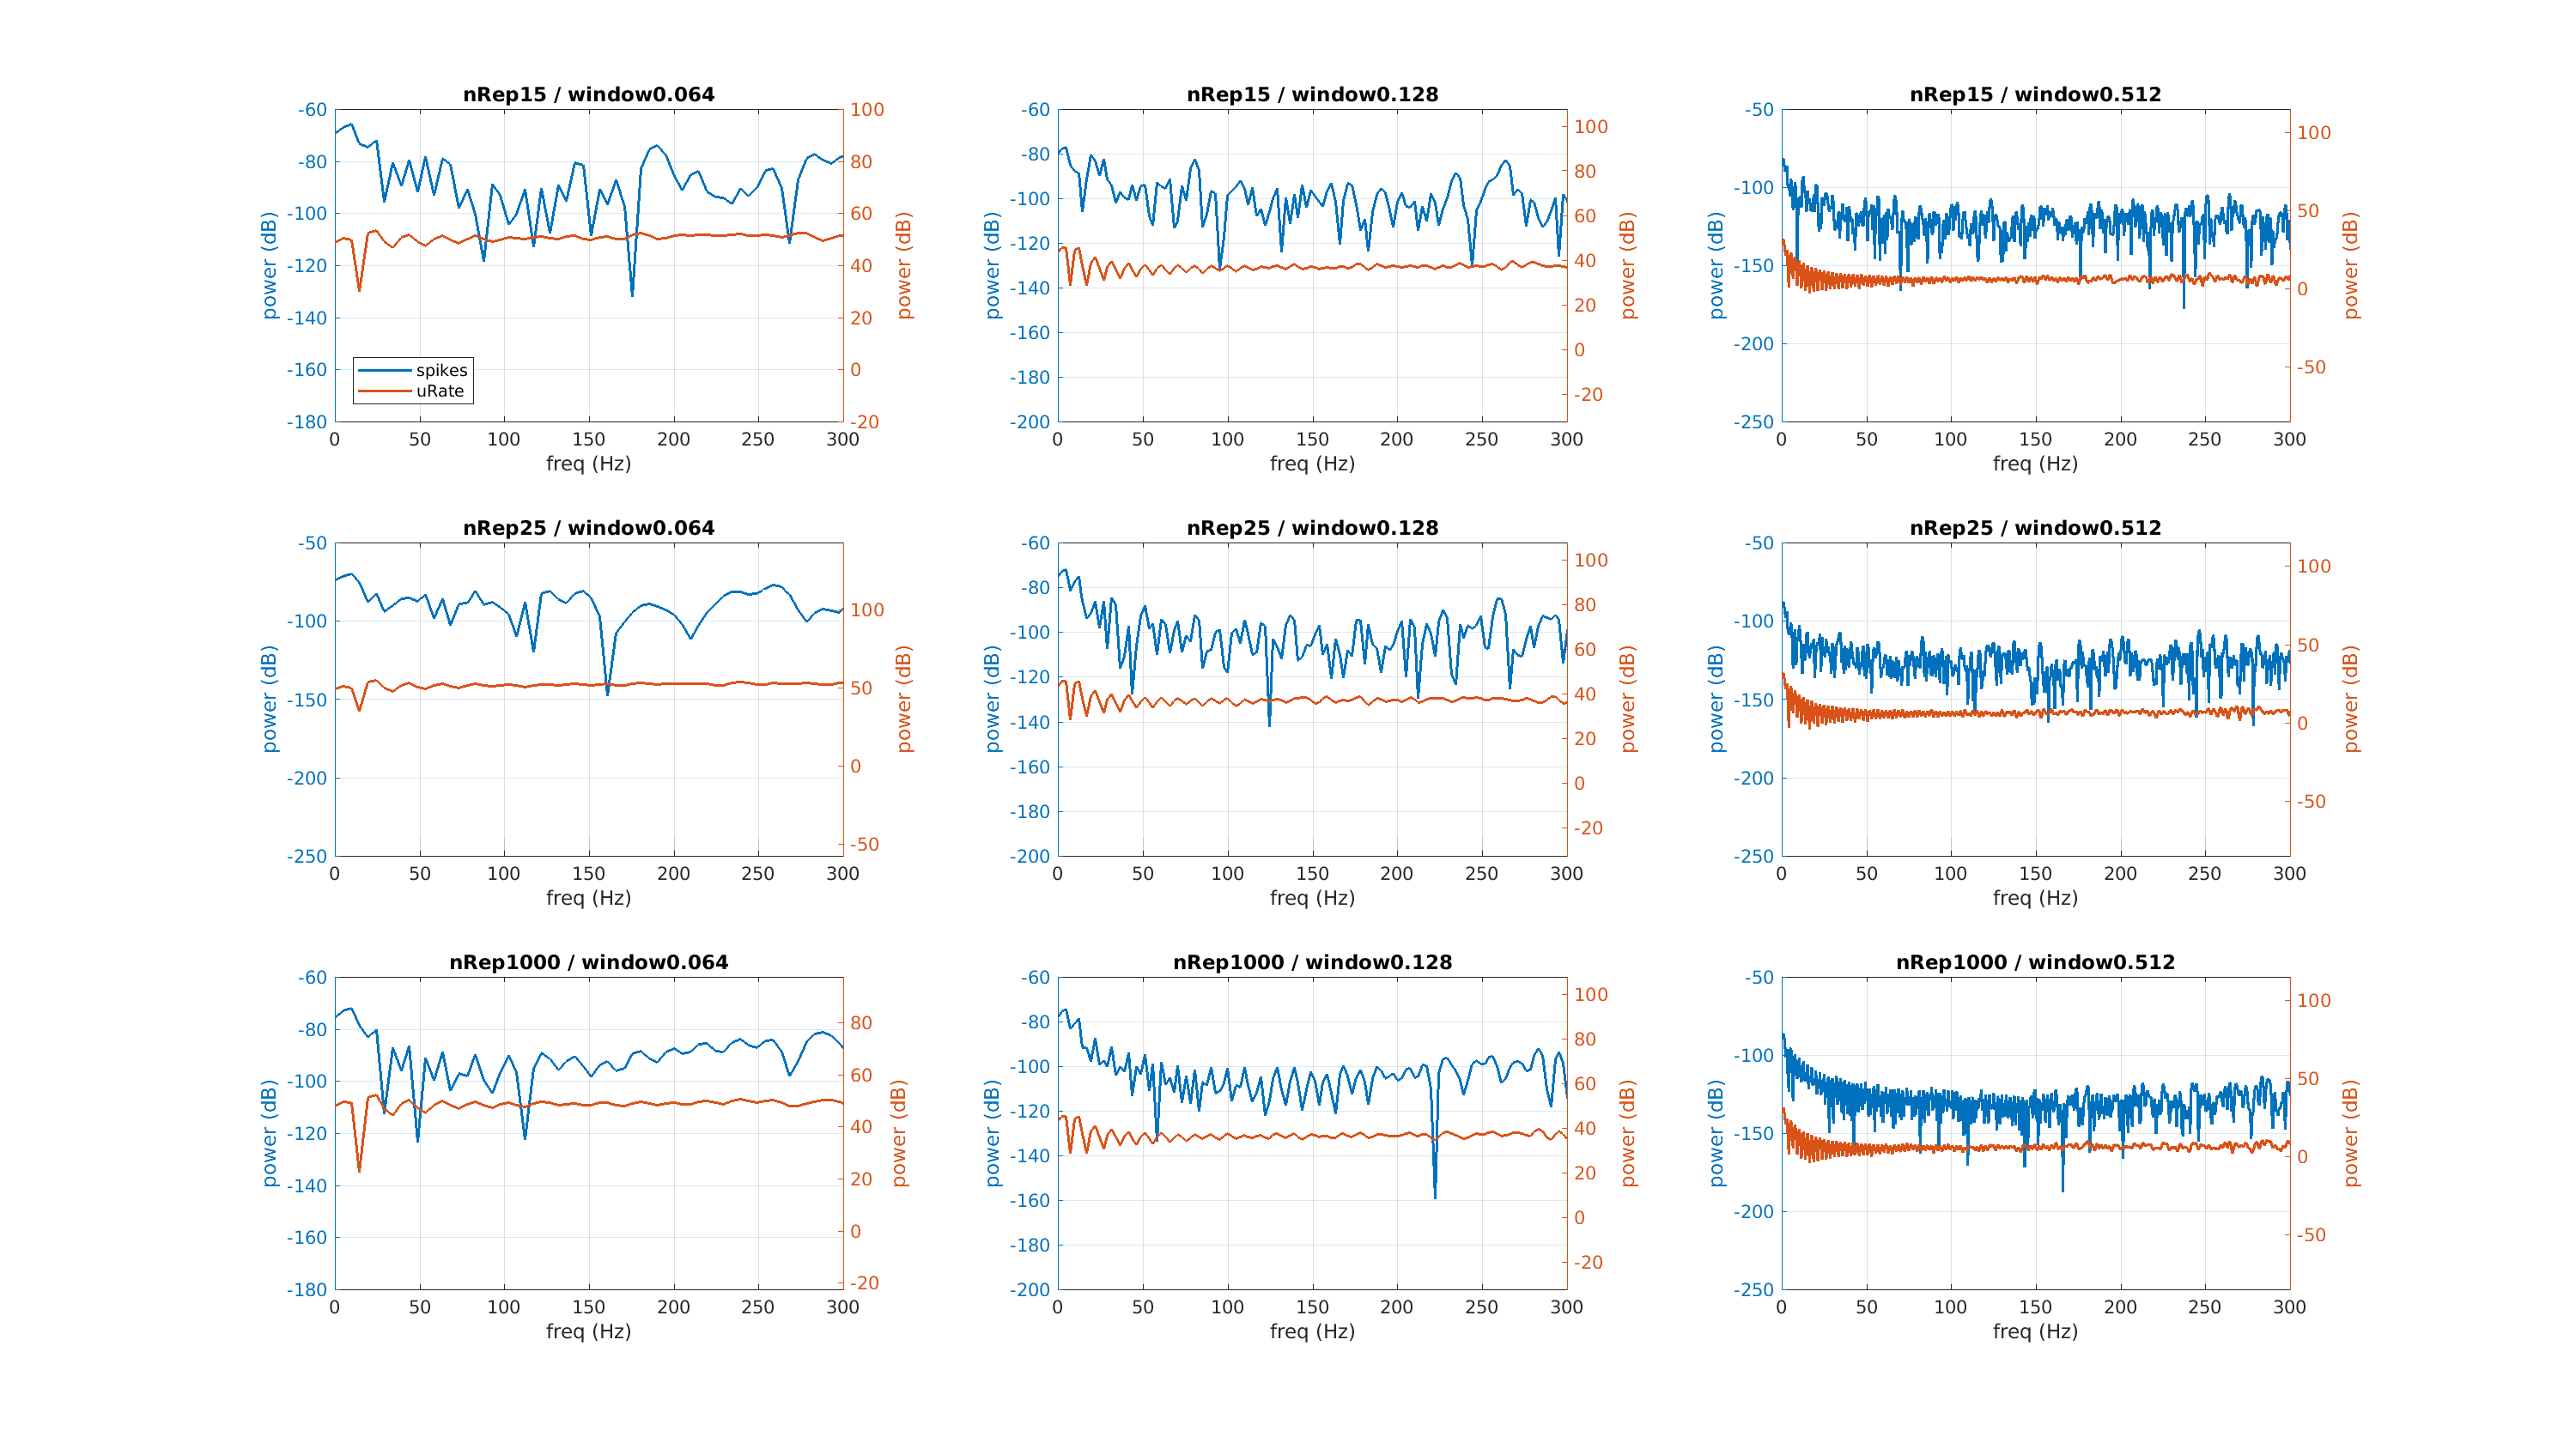 nRep15 / window0.064
-60
-80
-100
-120
-140
-160
-180
power (dB)
100
80
60
40
20
0
-20
power (dB)
spikes
uRate
0 50 100 150 200 250 300
freq (Hz)
nRep15 / window0.128
-60
-80
-100
-120
-140
-160
-180
-200
power (dB)
100
80
60
40
20
0
-20
power (dB)
0 50 100 150 200 250 300
freq (Hz)
nRep15 / window0.512
-50
-100
-150
-200
-250
power (dB)
100
50
0
-50
power (dB)
0 50 100 150 200 250 300
freq (Hz)
nRep25 / window0.064
-50
-100
-150
-200
-250
power (dB)
100
50
0
-50
power (dB)
0 50 100 150 200 250 300
freq (Hz)
nRep25 / window0.128
-60
-80
-100
-120
-140
-160
-180
-200
power (dB)
100
80
60
40
20
0
-20
power (dB)
0 50 100 150 200 250 300
freq (Hz)
nRep25 / window0.512
-50
-100
-150
-200
-250
power (dB)
100
50
0
-50
power (dB)
0 50 100 150 200 250 300
freq (Hz)
nRep1000 / window0.064
-60
-80
-100
-120
-140
-160
-180
power (dB)
80
60
40
20
0
-20
power (dB)
0 50 100 150 200 250 300
freq (Hz)
nRep1000 / window0.128
-60
-80
-100
-120
-140
-160
-180
-200
power (dB)
100
80
60
40
20
0
-20
power (dB)
0 50 100 150 200 250 300
freq (Hz)
nRep1000 / window0.512
-50
-100
-150
-200
-250
power (dB)
100
50
0
-50
power (dB)
0 50 100 150 200 250 300
freq (Hz)